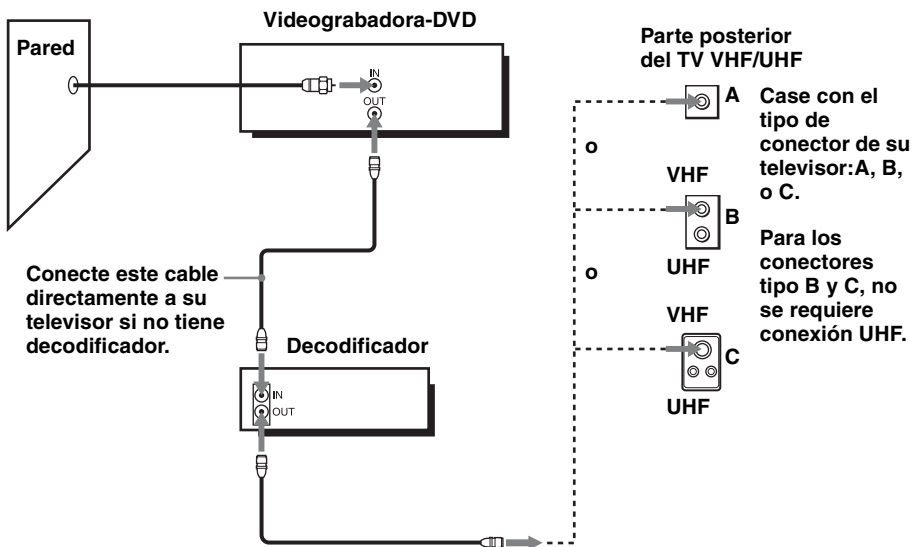 Videograbadora-DVD
Pared
IN
OUT
Parte posterior
del TV VHF/UHF
A
Case con el
tipo de
conector de su
televisor:A, B,
o C.
o
VHF
B
UHF
Para los
conectores
tipo B y C, no
se requiere
conexión UHF.
o
VHF
C
UHF
Conecte este cable
directamente a su
televisor si no tiene
decodificador.
Decodificador
IN
OUT